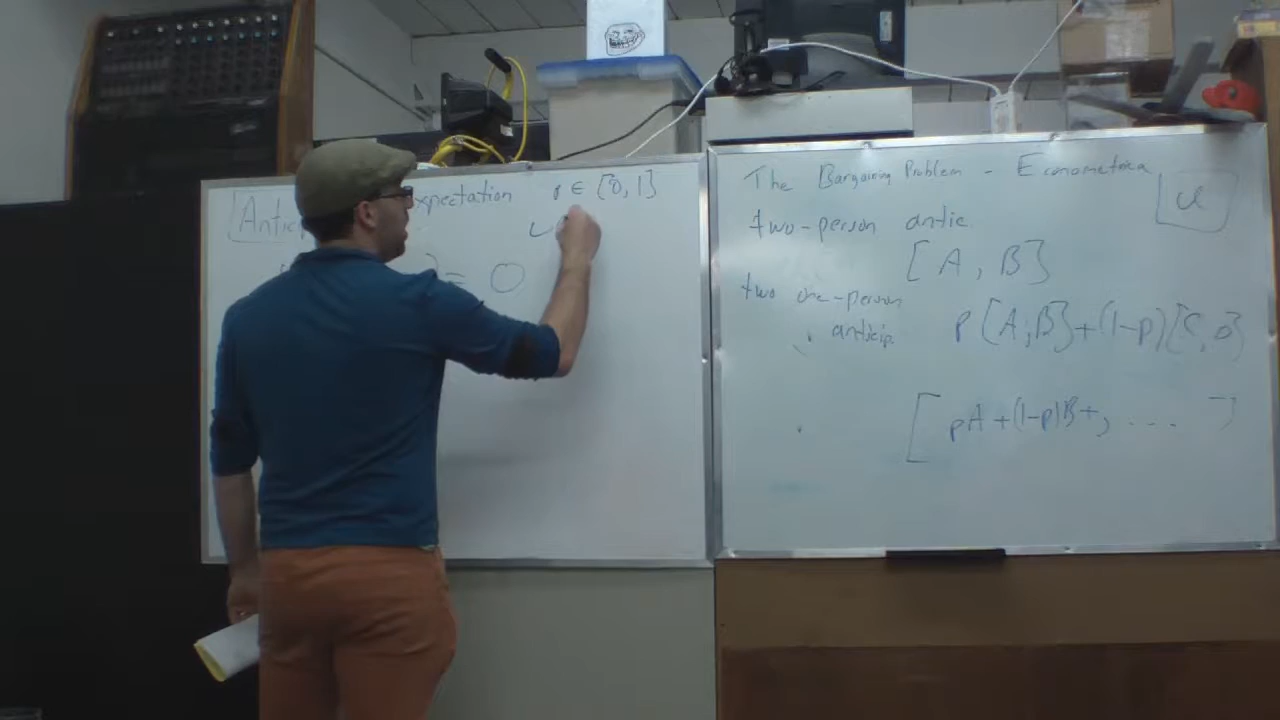 Antic xpectation r ∈ [0,1]
= 0
The Bargaining Problem - Econometrica
u
two-person antic.
[A, B]
two one-person
anticip.
p[A,B]+(1-p)[C,D]
[pA+(1-p)B+, ....]